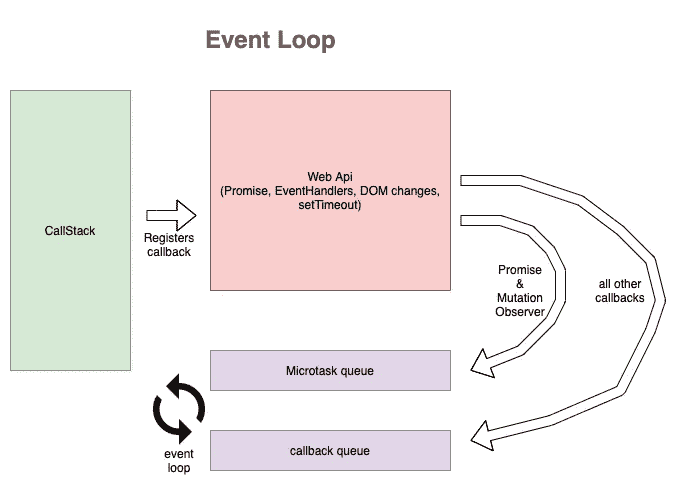 Event Loop
CallStack
Registers
callback
Web Api
(Promise, EventHandlers, DOM changes,
setTimeout)
Promise
&
Mutation
Observer
all other
callbacks
Microtask queue
event
loop
callback queue